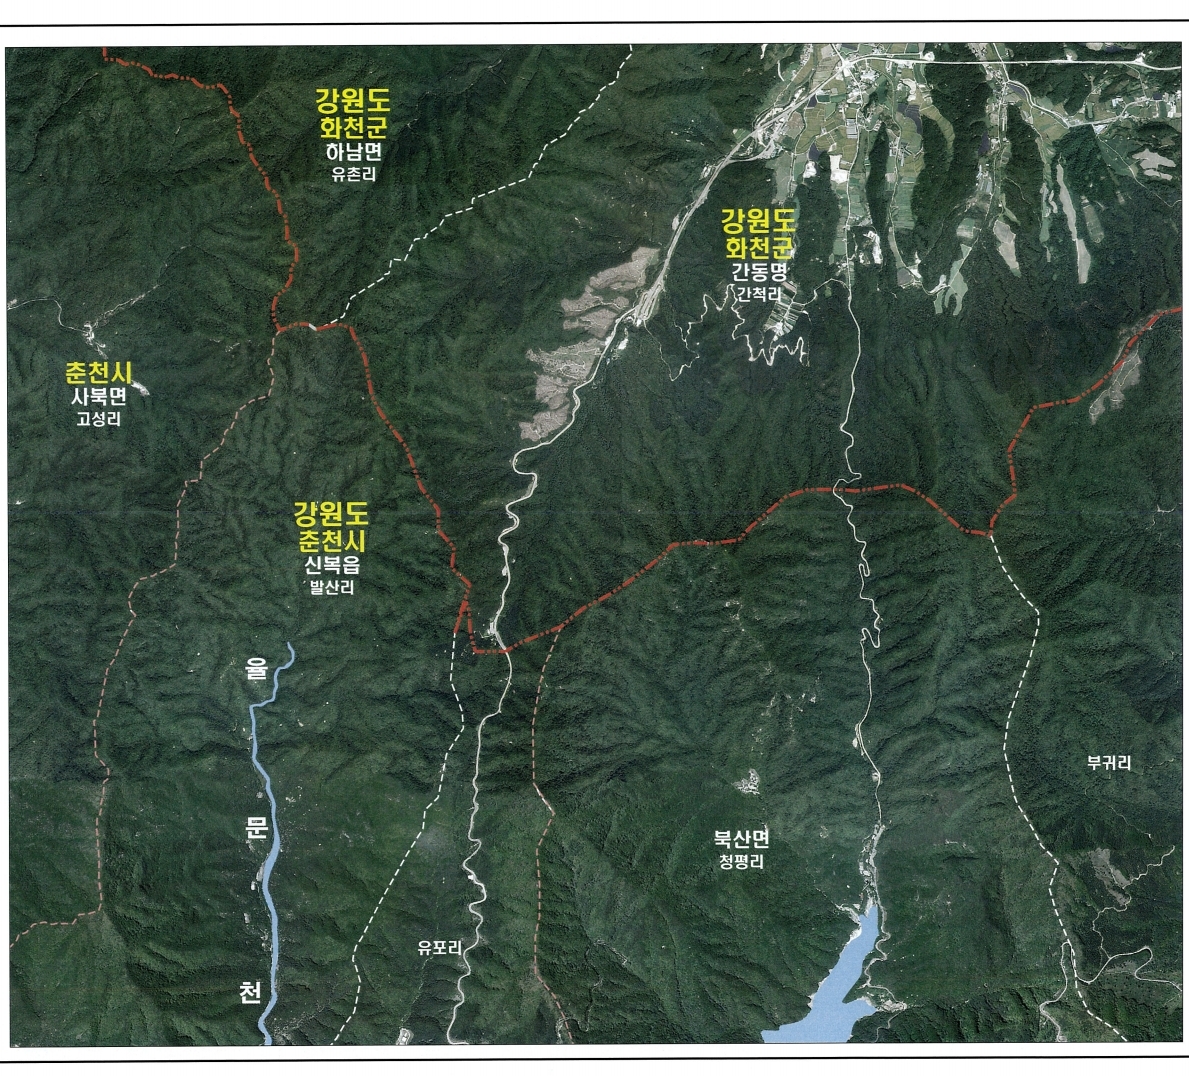 강원도
화천군
하남면
유촌리
강원도
화천군
간동명
간척리
춘천시
사북면
고성리
강원도
춘천시
신복읍
발산리
율
문
천
부귀리
북산면
청평리
유포리